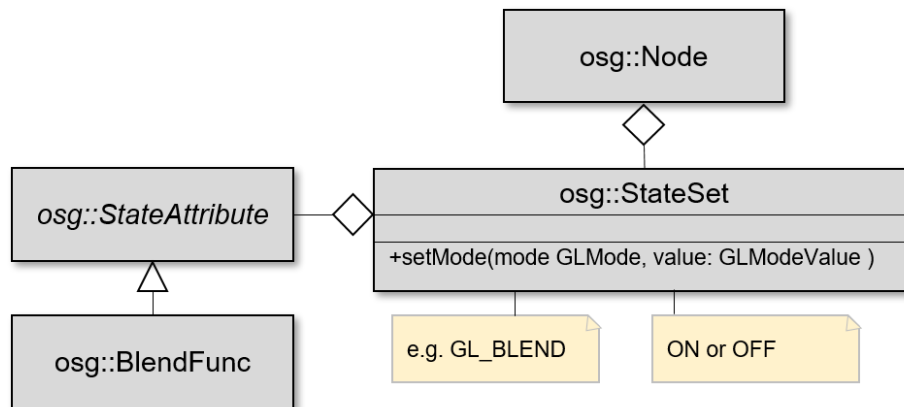 osg::Node
osg::StateAttribute
osg::StateSet
+setMode(mode GLMode, value: GLModeValue )
osg::BlendFunc
e.g. GL_BLEND
ON or OFF